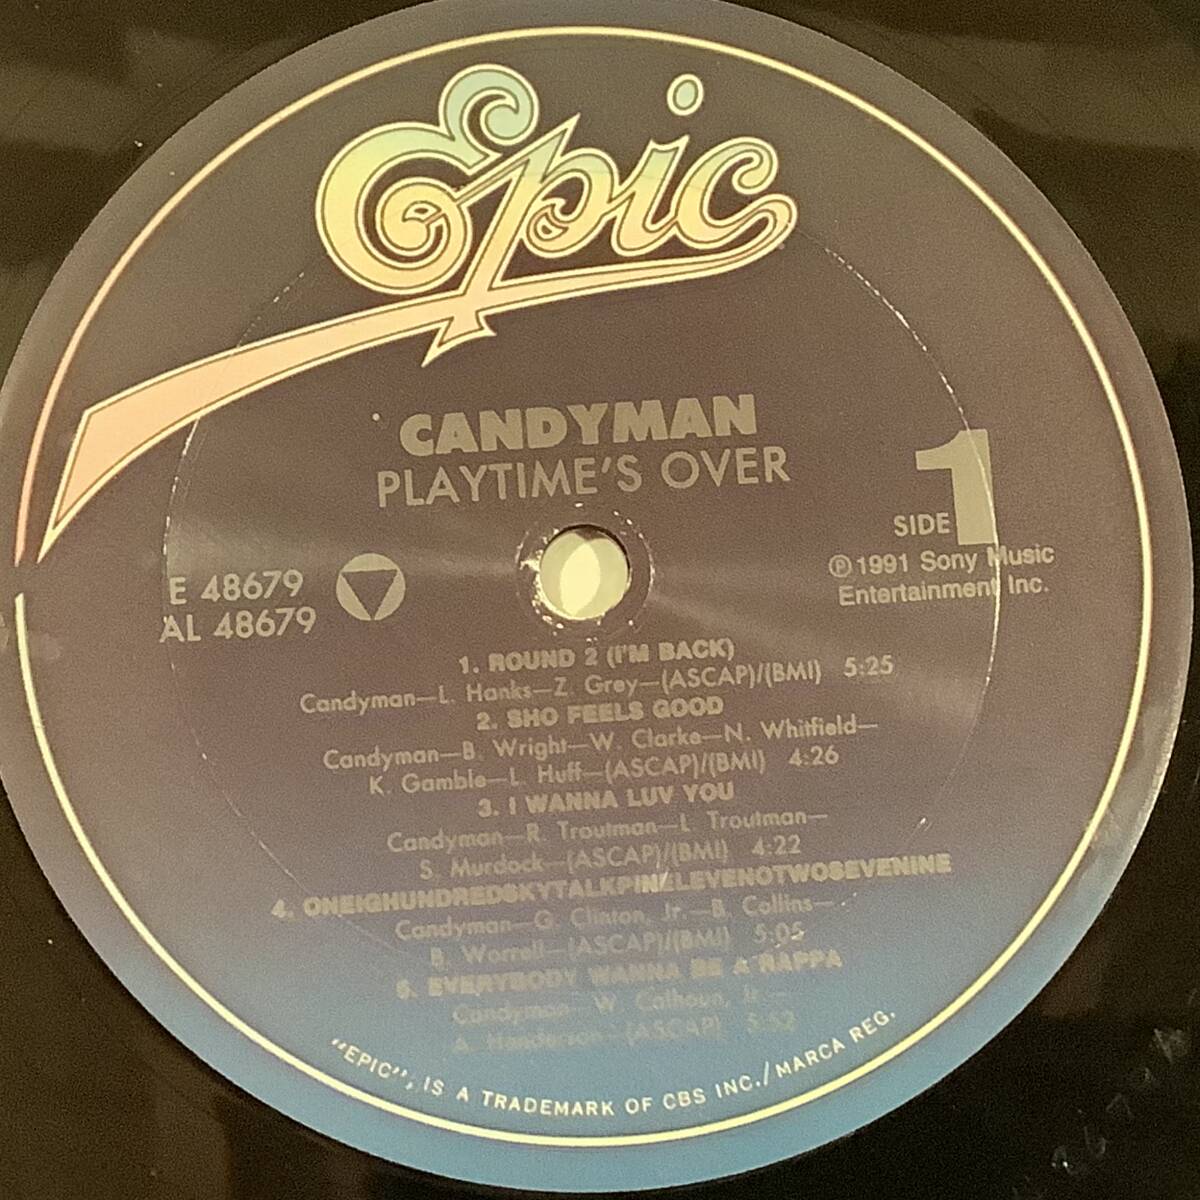 Epic
CANDYMAN
PLAYTIME'S OVER
SIDE 1
E 48679
AL 48679
Ⓟ 1991 Sony Music
Entertainment Inc.
1. ROUND 2 (I'M BACK)
Candyman—L. Hanks—Z. Grey—(ASCAP)/(BMI) 5:25
2. SHO FEELS GOOD
Candyman—B. Wright—W. Clarke—N. Whitfield—
K. Gamble—L. Huff—(ASCAP)/(BMI) 4:26
3. I WANNA LUV YOU
Candyman—R. Troutman—L. Troutman—
S. Murdock—(ASCAP)/(BMI) 4:22
4. ONEIGHUNDREDSKYTALKPINELEVENOTWOSEVENINE
Candyman—G. Clinton, Jr.—B. Collins—
B. Worrell—(ASCAP)/(BMI) 5:05
5. EVERYBODY WANNA BE A RAPPA
Candyman—W. Calhoun, Jr.—
A. Henderson—(ASCAP) 5:52
"EPIC", IS A TRADEMARK OF CBS INC./MARCA REG.